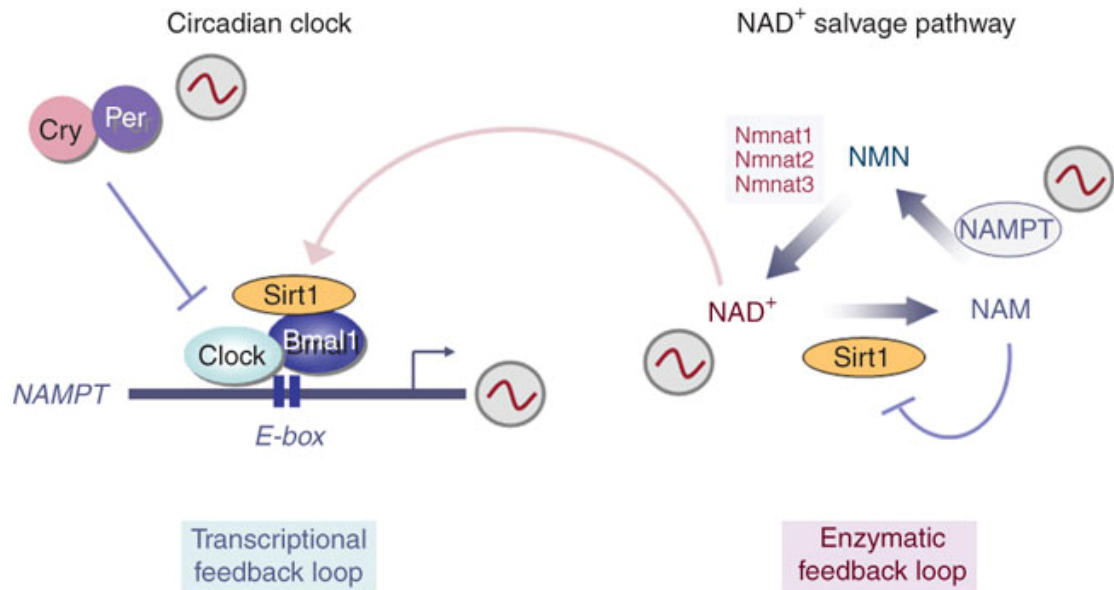 Circadian clock
NAD+ salvage pathway
Cry
Per
Nmnat1
Nmnat2
Nmnat3
NMN
NAMPT
Sirt1
NAD+
NAM
Clock
Bmal1
Sirt1
NAMPT
E-box
Transcriptional
feedback loop
Enzymatic
feedback loop